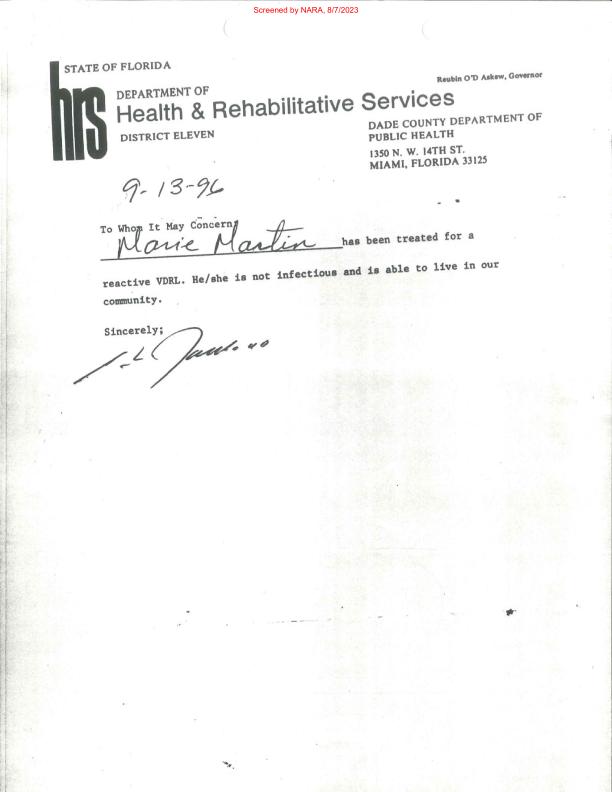 Screened by NARA, 8/7/2023
STATE OF FLORIDA
hrs
Reubin O'D Askew, Governor
DEPARTMENT OF
Health & Rehabilitative Services
DISTRICT ELEVEN
DADE COUNTY DEPARTMENT OF
PUBLIC HEALTH
1350 N. W. 14TH ST.
MIAMI, FLORIDA 33125
9-13-96
To Whom It May Concern;
Marie Martin has been treated for a
reactive VDRL. He/she is not infectious and is able to live in our
community.
Sincerely;